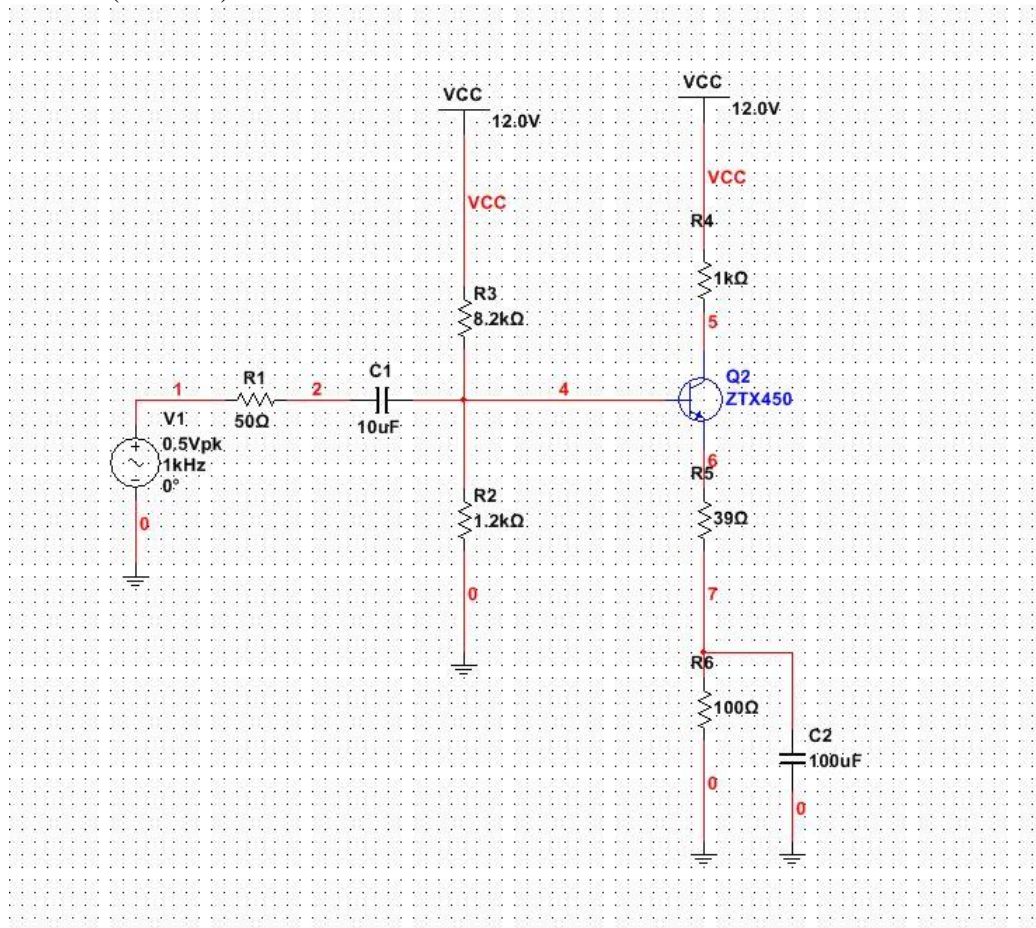 VCC
12.0V
VCC
12.0V
VCC
VCC
R4
1kΩ
5
R3
8.2kΩ
1
R1
50Ω
2
C1
10uF
4
Q2
ZTX450
V1
0.5Vpk
1kHz
0°
0
6
R5
39Ω
R2
1.2kΩ
0
7
R6
100Ω
C2
100uF
0
0